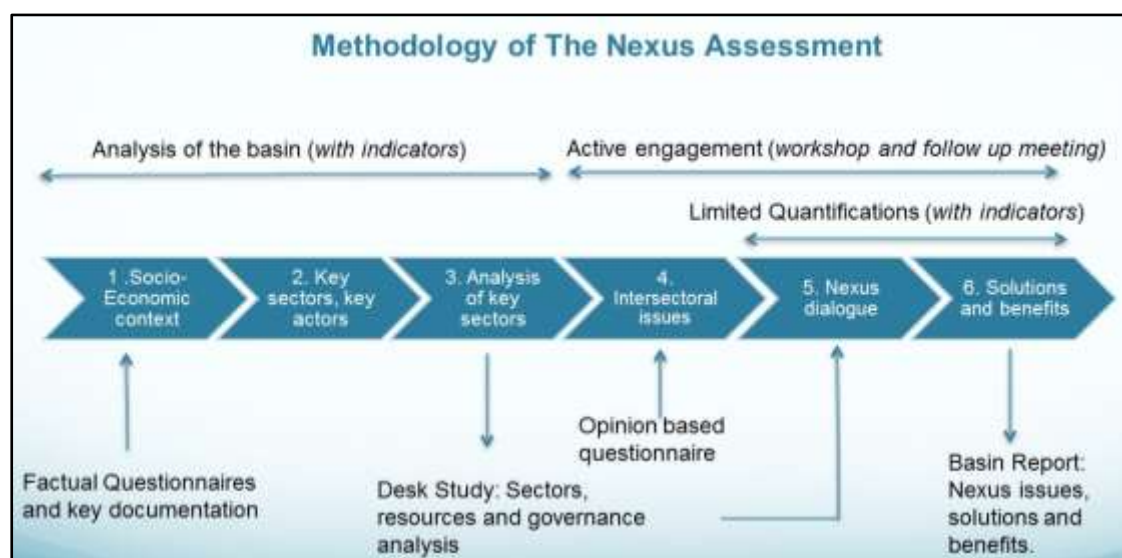 Methodology of The Nexus Assessment
Analysis of the basin (with indicators)
Active engagement (workshop and follow up meeting)
Limited Quantifications (with indicators)
1 .Socio-
Economic
context
2. Key
sectors, key
actors
3. Analysis
of key
sectors
4.
Intersectoral
issues
5. Nexus
dialogue
6. Solutions
and benefits
Factual Questionnaires
and key documentation
Desk Study: Sectors,
resources and governance
analysis
Opinion based
questionnaire
Basin Report:
Nexus issues,
solutions and
benefits.